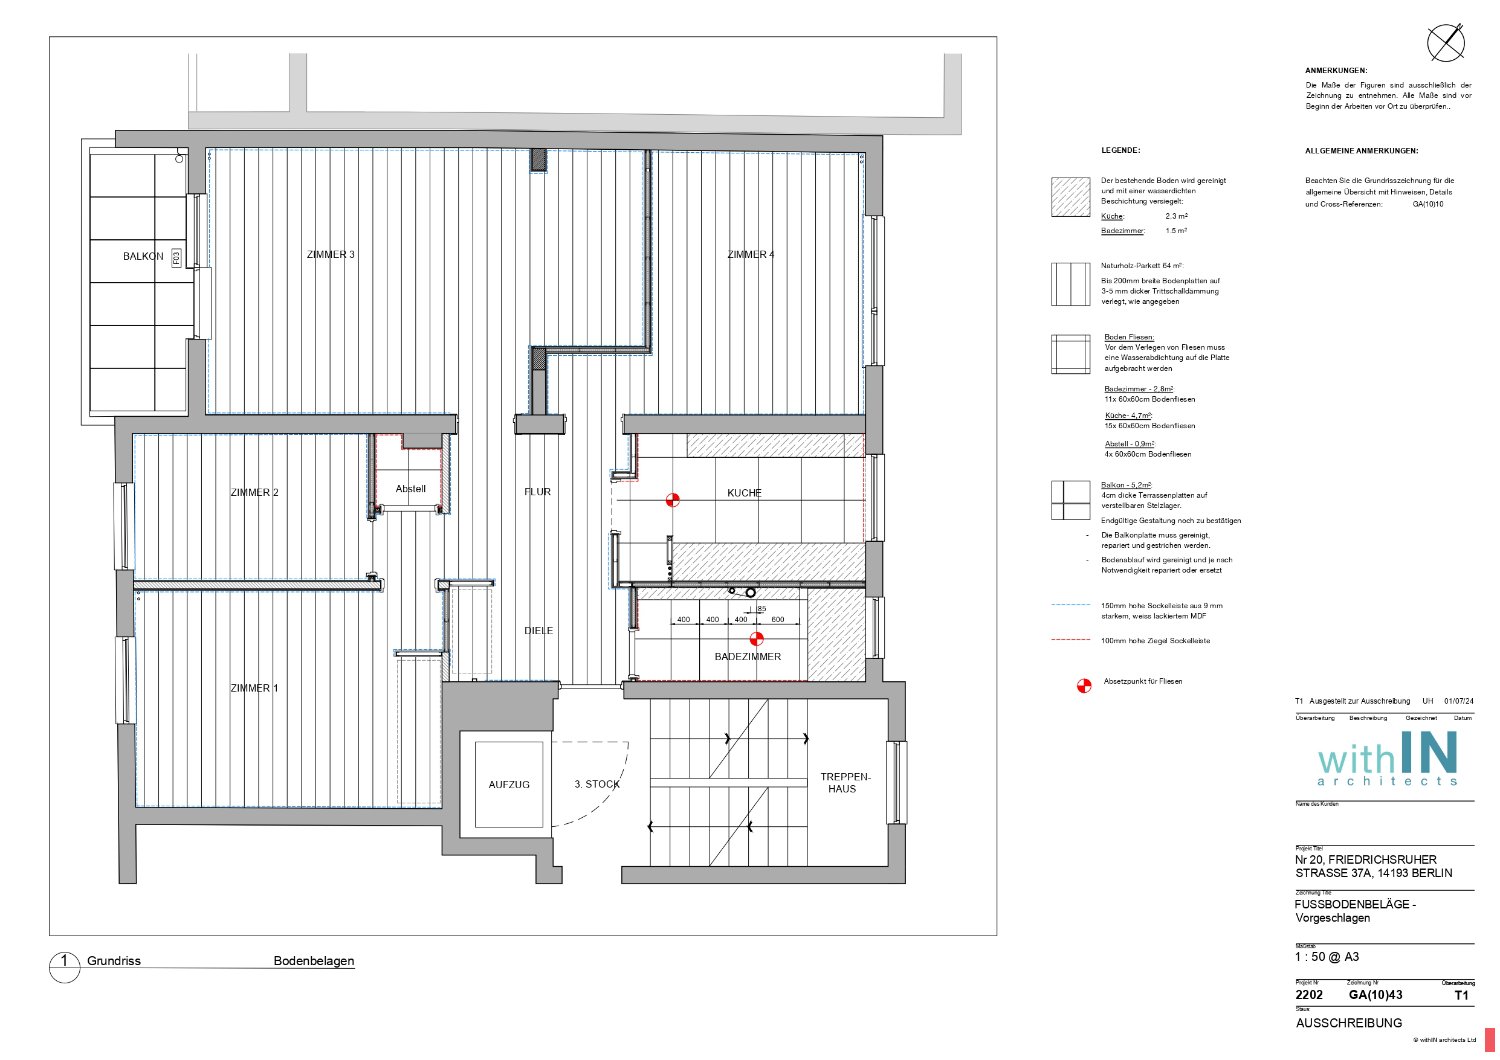 ANMERKUNGEN:
Die Maße der Figuren sind ausschließlich der
Zeichnung zu entnehmen. Alle Maße sind vor
Beginn der Arbeiten vor Ort zu überprüfen..
LEGENDE:
ALLGEMEINE ANMERKUNGEN:
Der bestehende Boden wird gereinigt
und mit einer wasserdichten
Beschichtung versiegelt:
Küche: 2.3 m²
Badezimmer: 1.5 m²
Beachten Sie die Grundrisszeichnung für die
allgemeine Übersicht mit Hinweisen, Details
und Cross-Referenzen: GA(10)10
Naturholz-Parkett 64 m²:
Bis 200mm breite Bodenplatten auf
3-5 mm dicker Trittschalldämmung
verlegt, wie angegeben
Boden Fliesen:
Vor dem Verlegen von Fliesen muss
eine Wasserabdichtung auf die Platte
aufgebracht werden
Badezimmer - 2,8m²
11x 60x60cm Bodenfliesen
Küche- 4,7m²:
15x 60x60cm Bodenfliesen
Abstell - 0,9m²:
4x 60x60cm Bodenfliesen
Balkon - 5,2m²:
4cm dicke Terrassenplatten auf
verstellbaren Stelzlager.
Endgültige Gestaltung noch zu bestätigen
- Die Balkonplatte muss gereinigt,
repariert und gestrichen werden.
- Bodenablauf wird gereinigt und je nach
Notwendigkeit repariert oder ersetzt
150mm hohe Sockelleiste aus 9 mm
starkem, weiss lackiertem MDF
100mm hohe Ziegel Sockelleiste
Absetzpunkt für Fliesen
BALKON
F03
ZIMMER 3
ZIMMER 4
ZIMMER 2
Abstell
FLUR
KUCHE
DIELE
85
400
400
400
600
BADEZIMMER
ZIMMER 1
AUFZUG
3. STOCK
TREPPEN-
HAUS
1
Grundriss
Bodenbelagen
T1 Ausgestellt zur Ausschreibung UH 01/07/24
Überarbeitung Beschreibung Gezeichnet Datum
withIN
architects
Name des Kunden
Projekt Titel
Nr 20, FRIEDRICHSRUHER
STRASSE 37A, 14193 BERLIN
Zeichnung Title
FUSSBODENBELÄGE -
Vorgeschlagen
Maßstab
1 : 50 @ A3
Projekt Nr Zeichnung Nr Überarbeitung
2202 GA(10)43 T1
Status
AUSSCHREIBUNG
© withIN architects Ltd